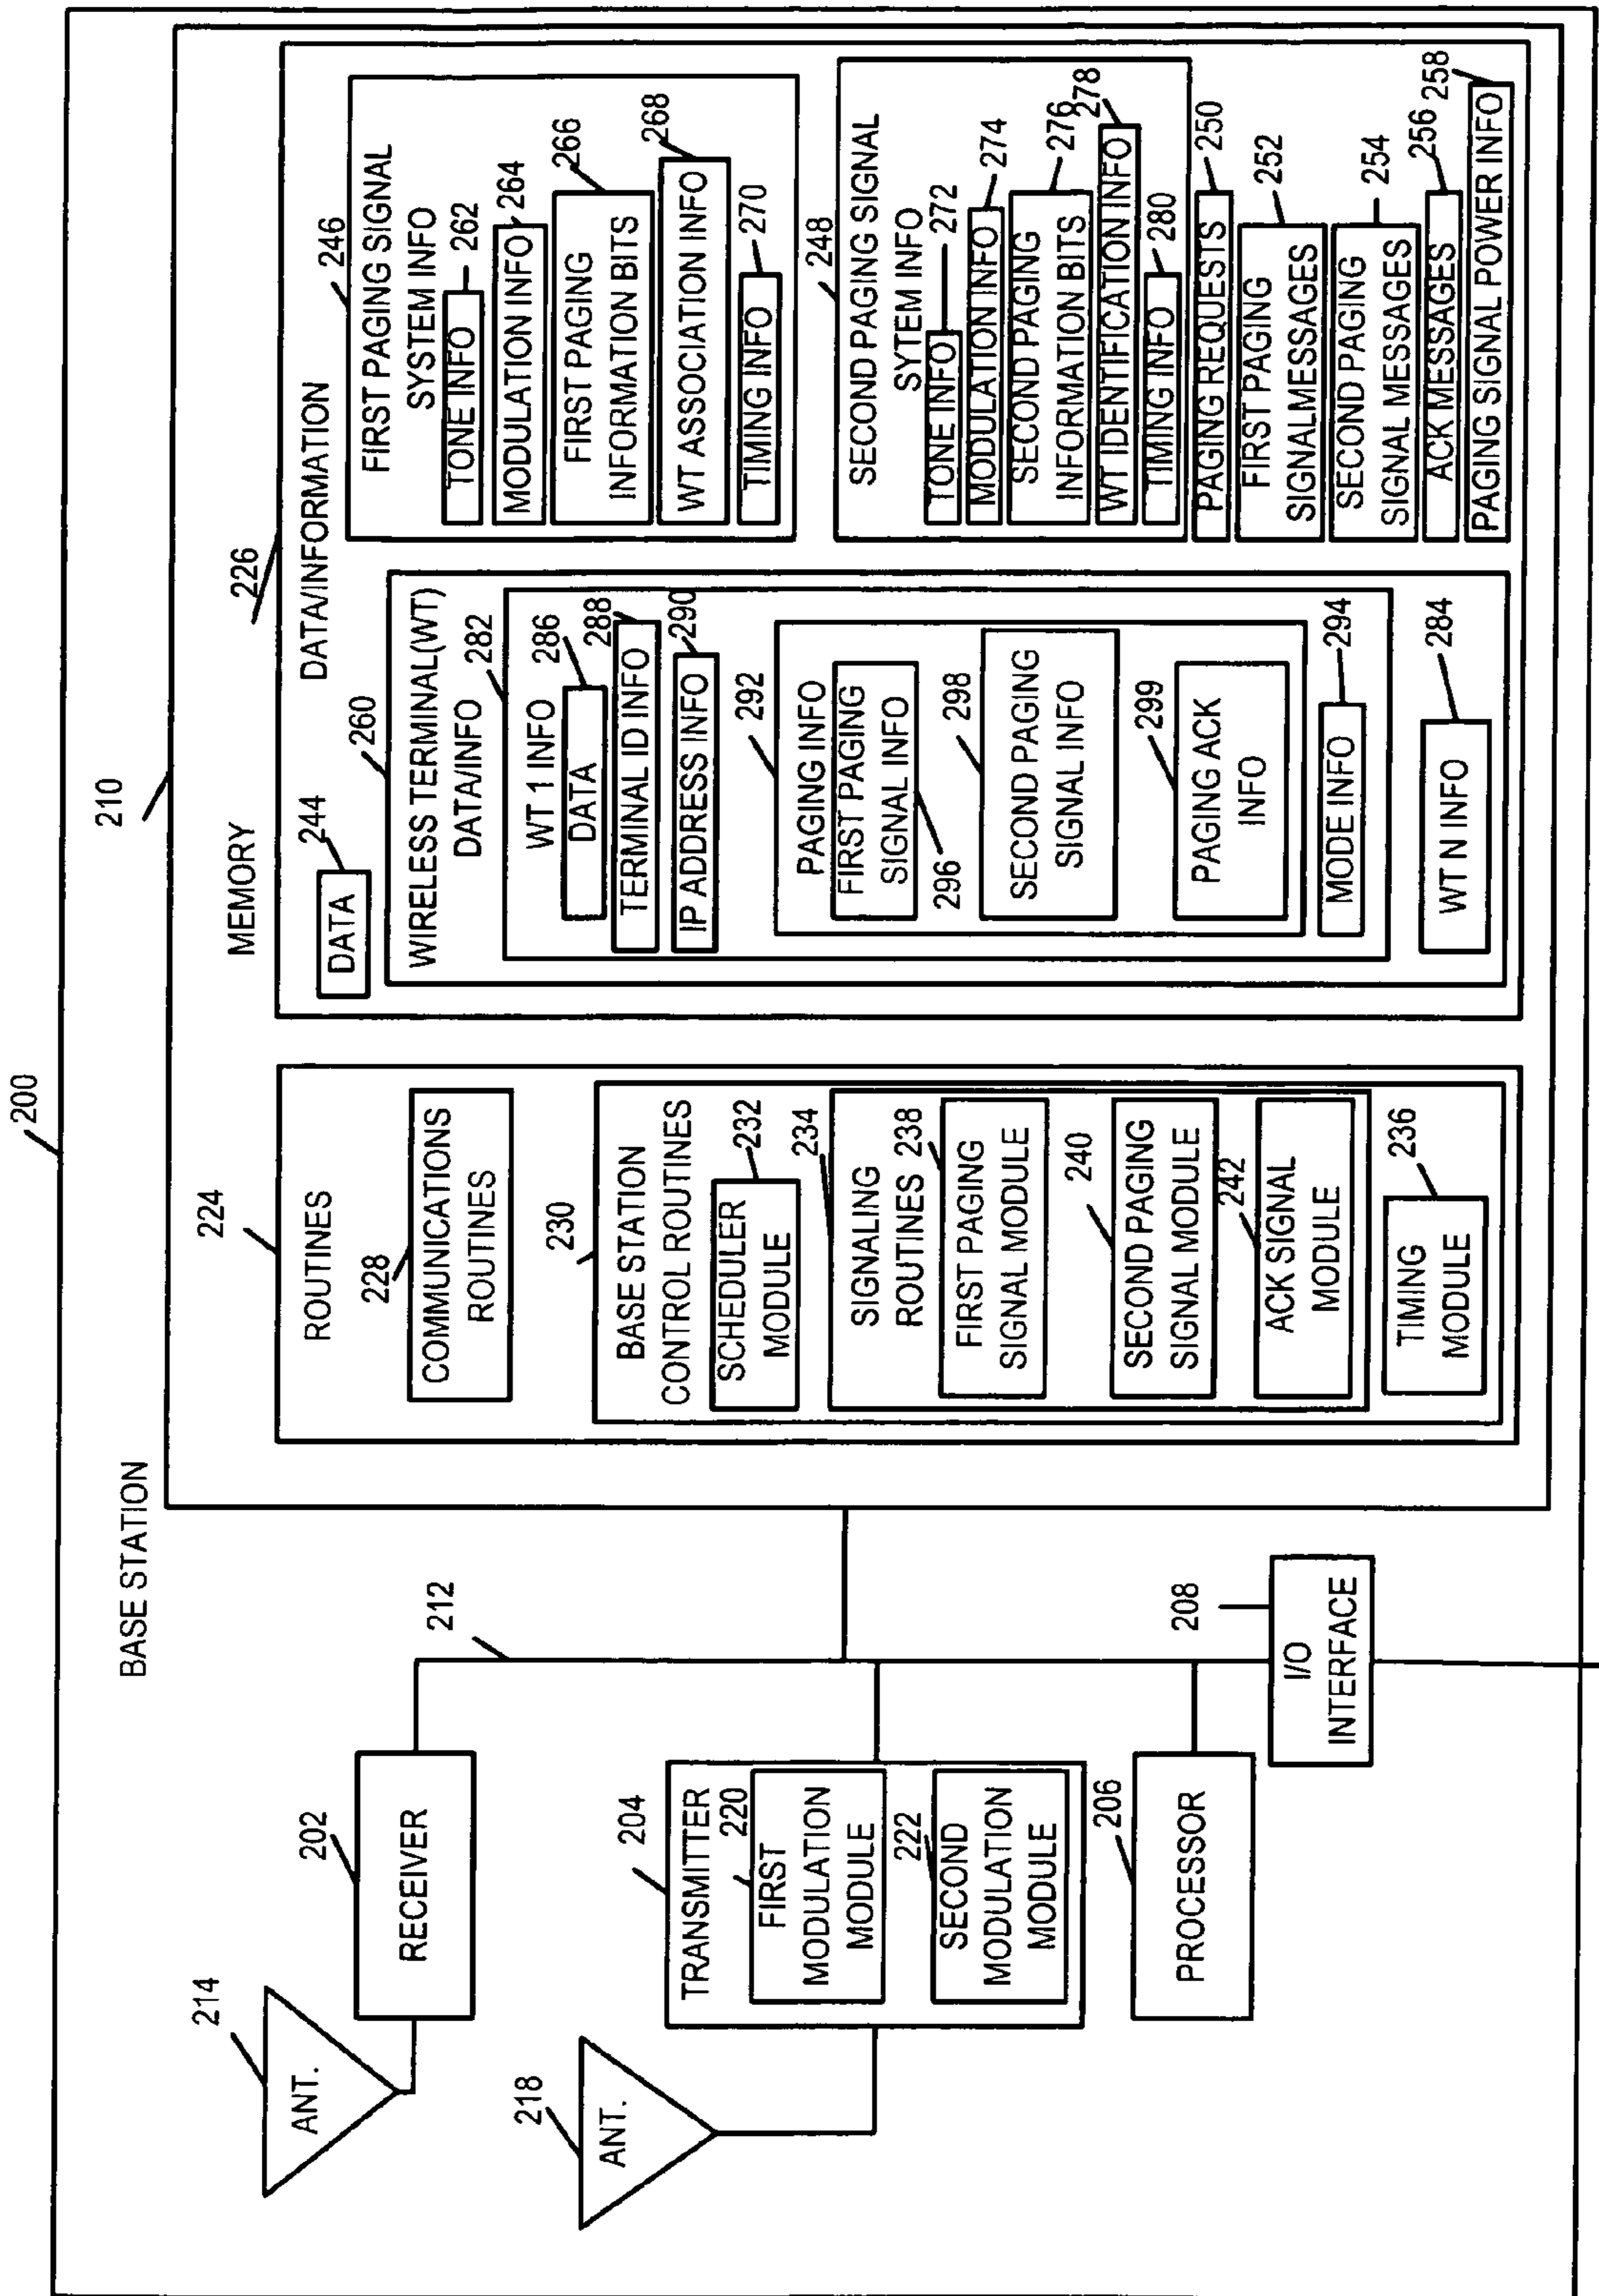 200
BASE STATION
214
ANT.
202
RECEIVER
218
ANT.
204
TRANSMITTER
220
FIRST
MODULATION
MODULE
222
SECOND
MODULATION
MODULE
206
PROCESSOR
212
208
I/O
INTERFACE
210
MEMORY
224
ROUTINES
228
COMMUNICATIONS
ROUTINES
230
BASE STATION
CONTROL ROUTINES
SCHEDULER
MODULE
232
234
SIGNALING
ROUTINES
238
FIRST PAGING
SIGNAL MODULE
240
SECOND PAGING
SIGNAL MODULE
242
ACK SIGNAL
MODULE
236
TIMING
MODULE
226
DATA/INFORMATION
244
DATA
260
WIRELESS TERMINAL(WT)
DATA/INFO
282
WT 1 INFO
286
DATA
288
TERMINAL ID INFO
290
IP ADDRESS INFO
292
PAGING INFO
FIRST PAGING
SIGNAL INFO
296
298
SECOND PAGING
SIGNAL INFO
299
PAGING ACK
INFO
294
MODE INFO
284
WT N INFO
246
FIRST PAGING SIGNAL
SYSTEM INFO
TONE INFO
262
MODULATION INFO
264
FIRST PAGING
INFORMATION BITS
266
WT ASSOCIATION INFO
268
TIMING INFO
270
248
SECOND PAGING SIGNAL
SYTEM INFO
TONE INFO
272
MODULATION INFO
274
SECOND PAGING
INFORMATION BITS
276
WT IDENTIFICATION INFO
278
TIMING INFO
280
PAGING REQUESTS
250
FIRST PAGING
SIGNALMESSAGES
252
SECOND PAGING
SIGNAL MESSAGES
254
ACK MESSAGES
256
PAGING SIGNAL POWER INFO
258